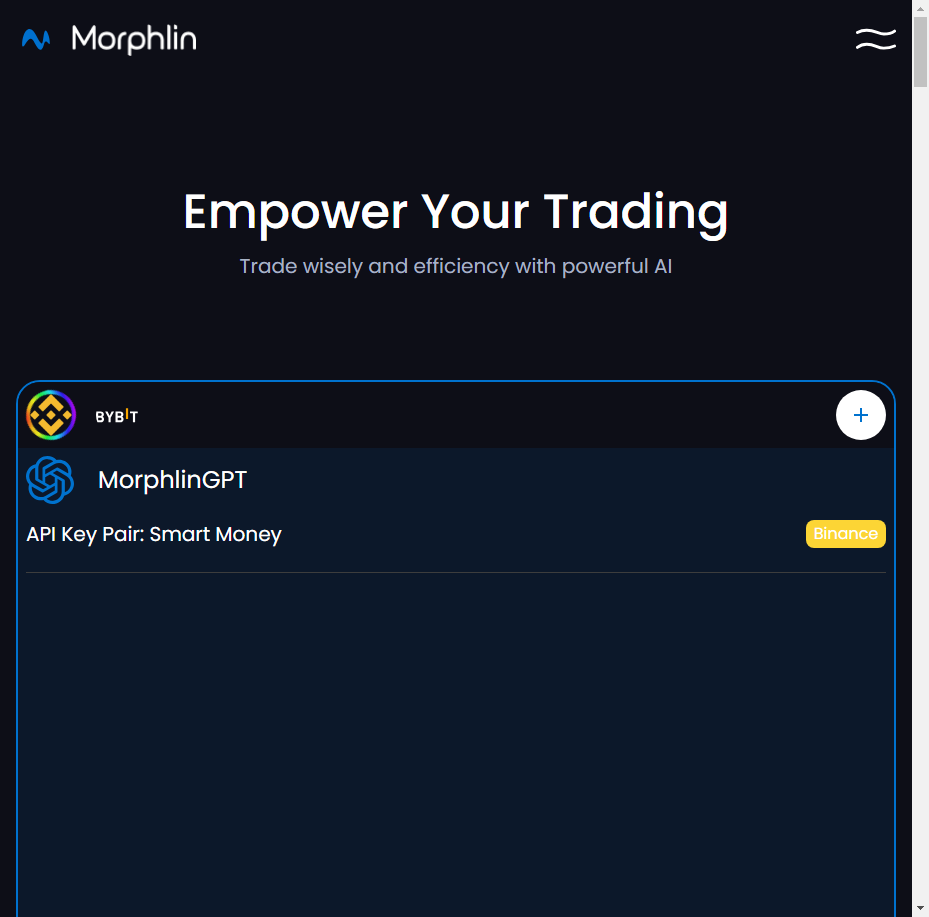 Morphlin
Empower Your Trading
Trade wisely and efficiency with powerful AI
BYBIT
MorphlinGPT
API Key Pair: Smart Money
Binance